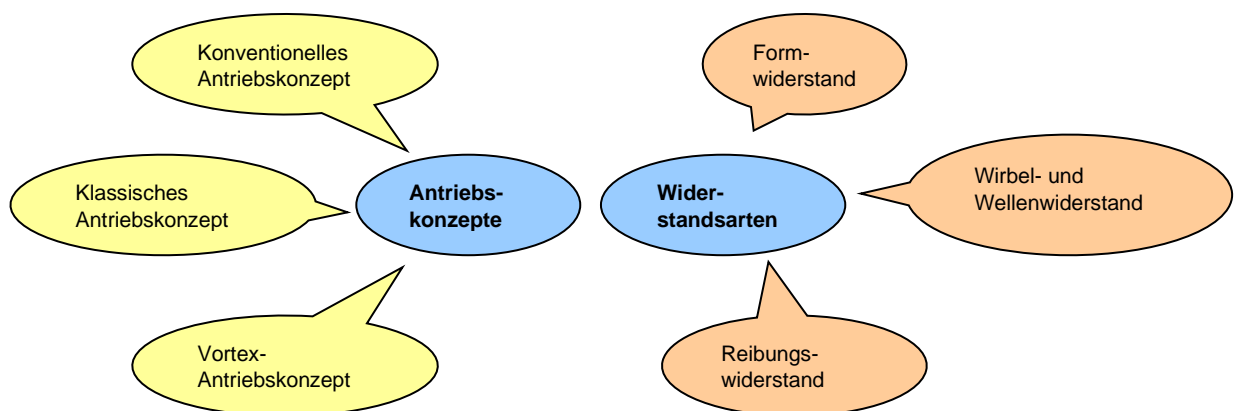 Konventionelles
Antriebskonzept
Form-
widerstand
Klassisches
Antriebskonzept
Antriebs-
konzepte
Wider-
standsarten
Wirbel- und
Wellenwiderstand
Vortex-
Antriebskonzept
Reibungs-
widerstand